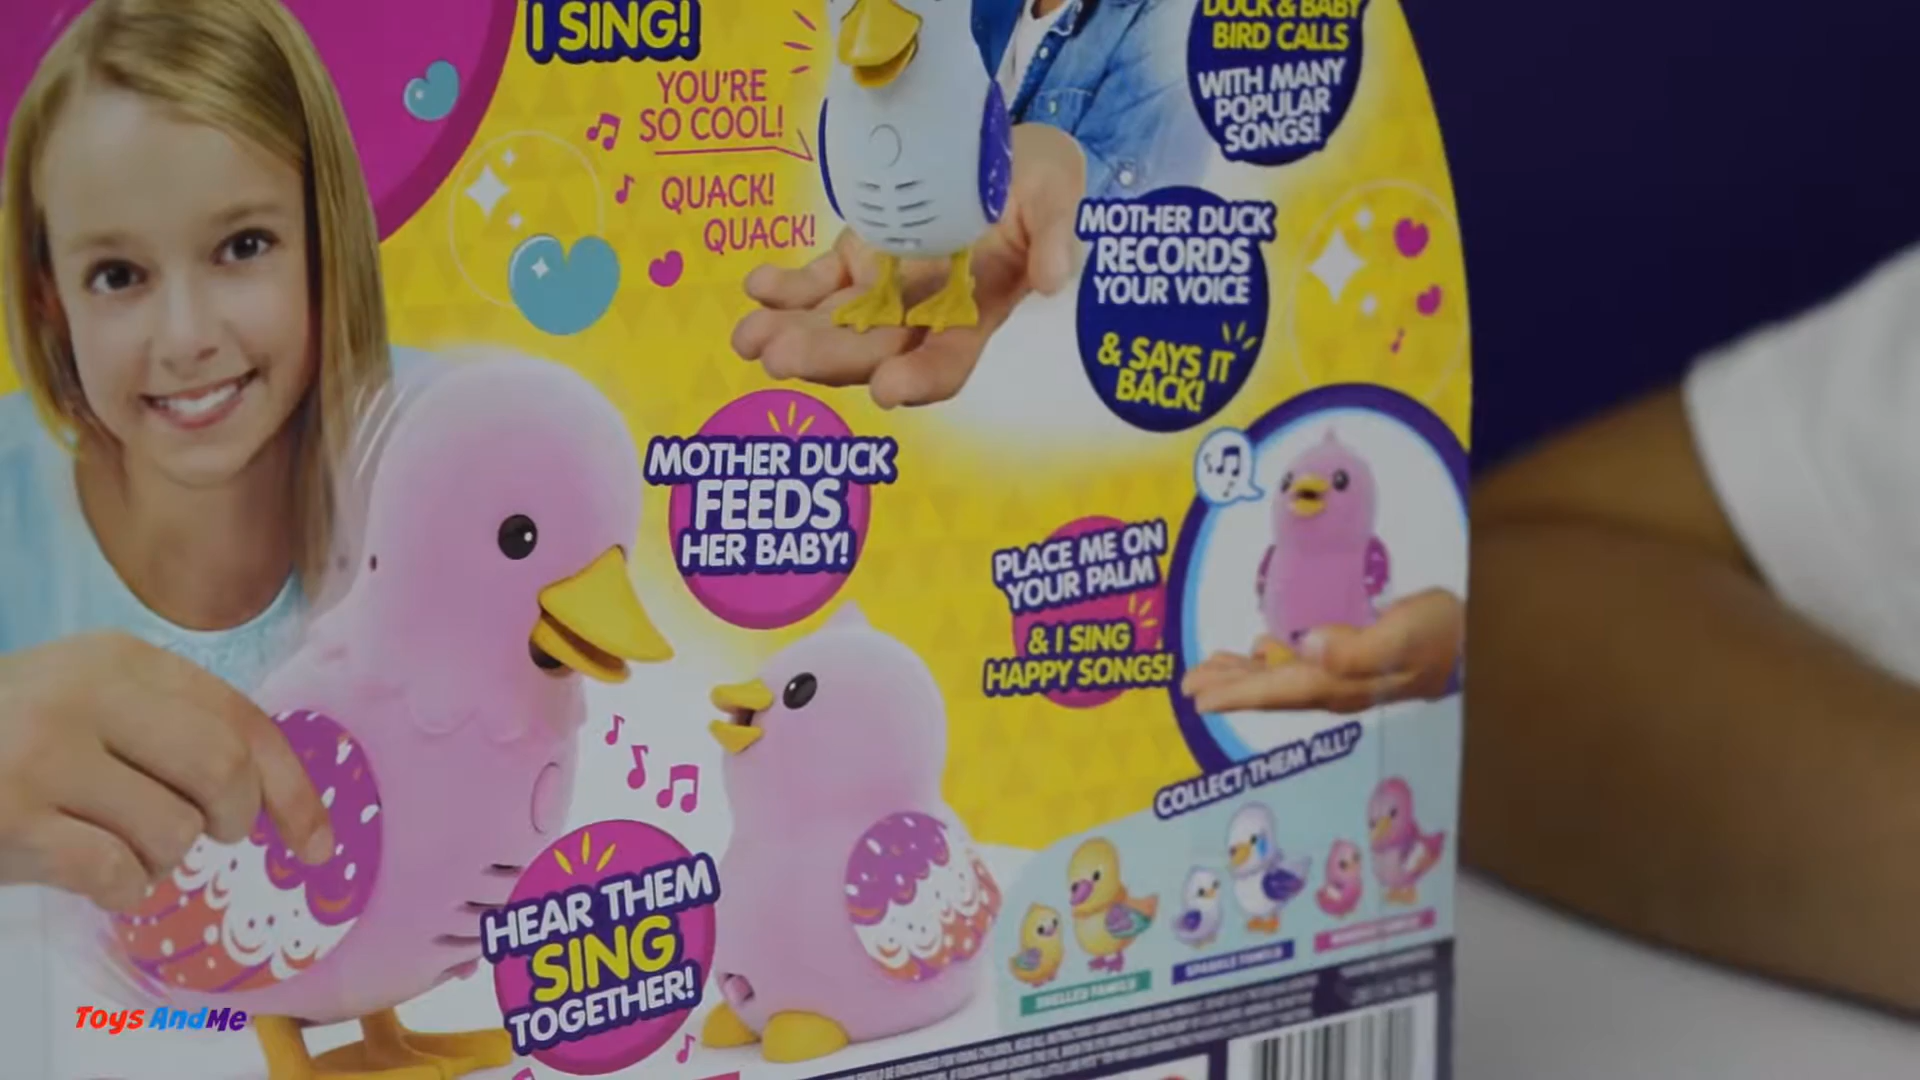 I SING!
YOU'RE
SO COOL!
QUACK!
QUACK!
DUCK & BABY
BIRD CALLS
WITH MANY
POPULAR
SONGS!
MOTHER DUCK
RECORDS
YOUR VOICE
& SAYS IT
BACK!
MOTHER DUCK
FEEDS
HER BABY!
PLACE ME ON
YOUR PALM
& I SING
HAPPY SONGS!
HEAR THEM
SING
TOGETHER!
COLLECT THEM ALL!*
ToysAndMe